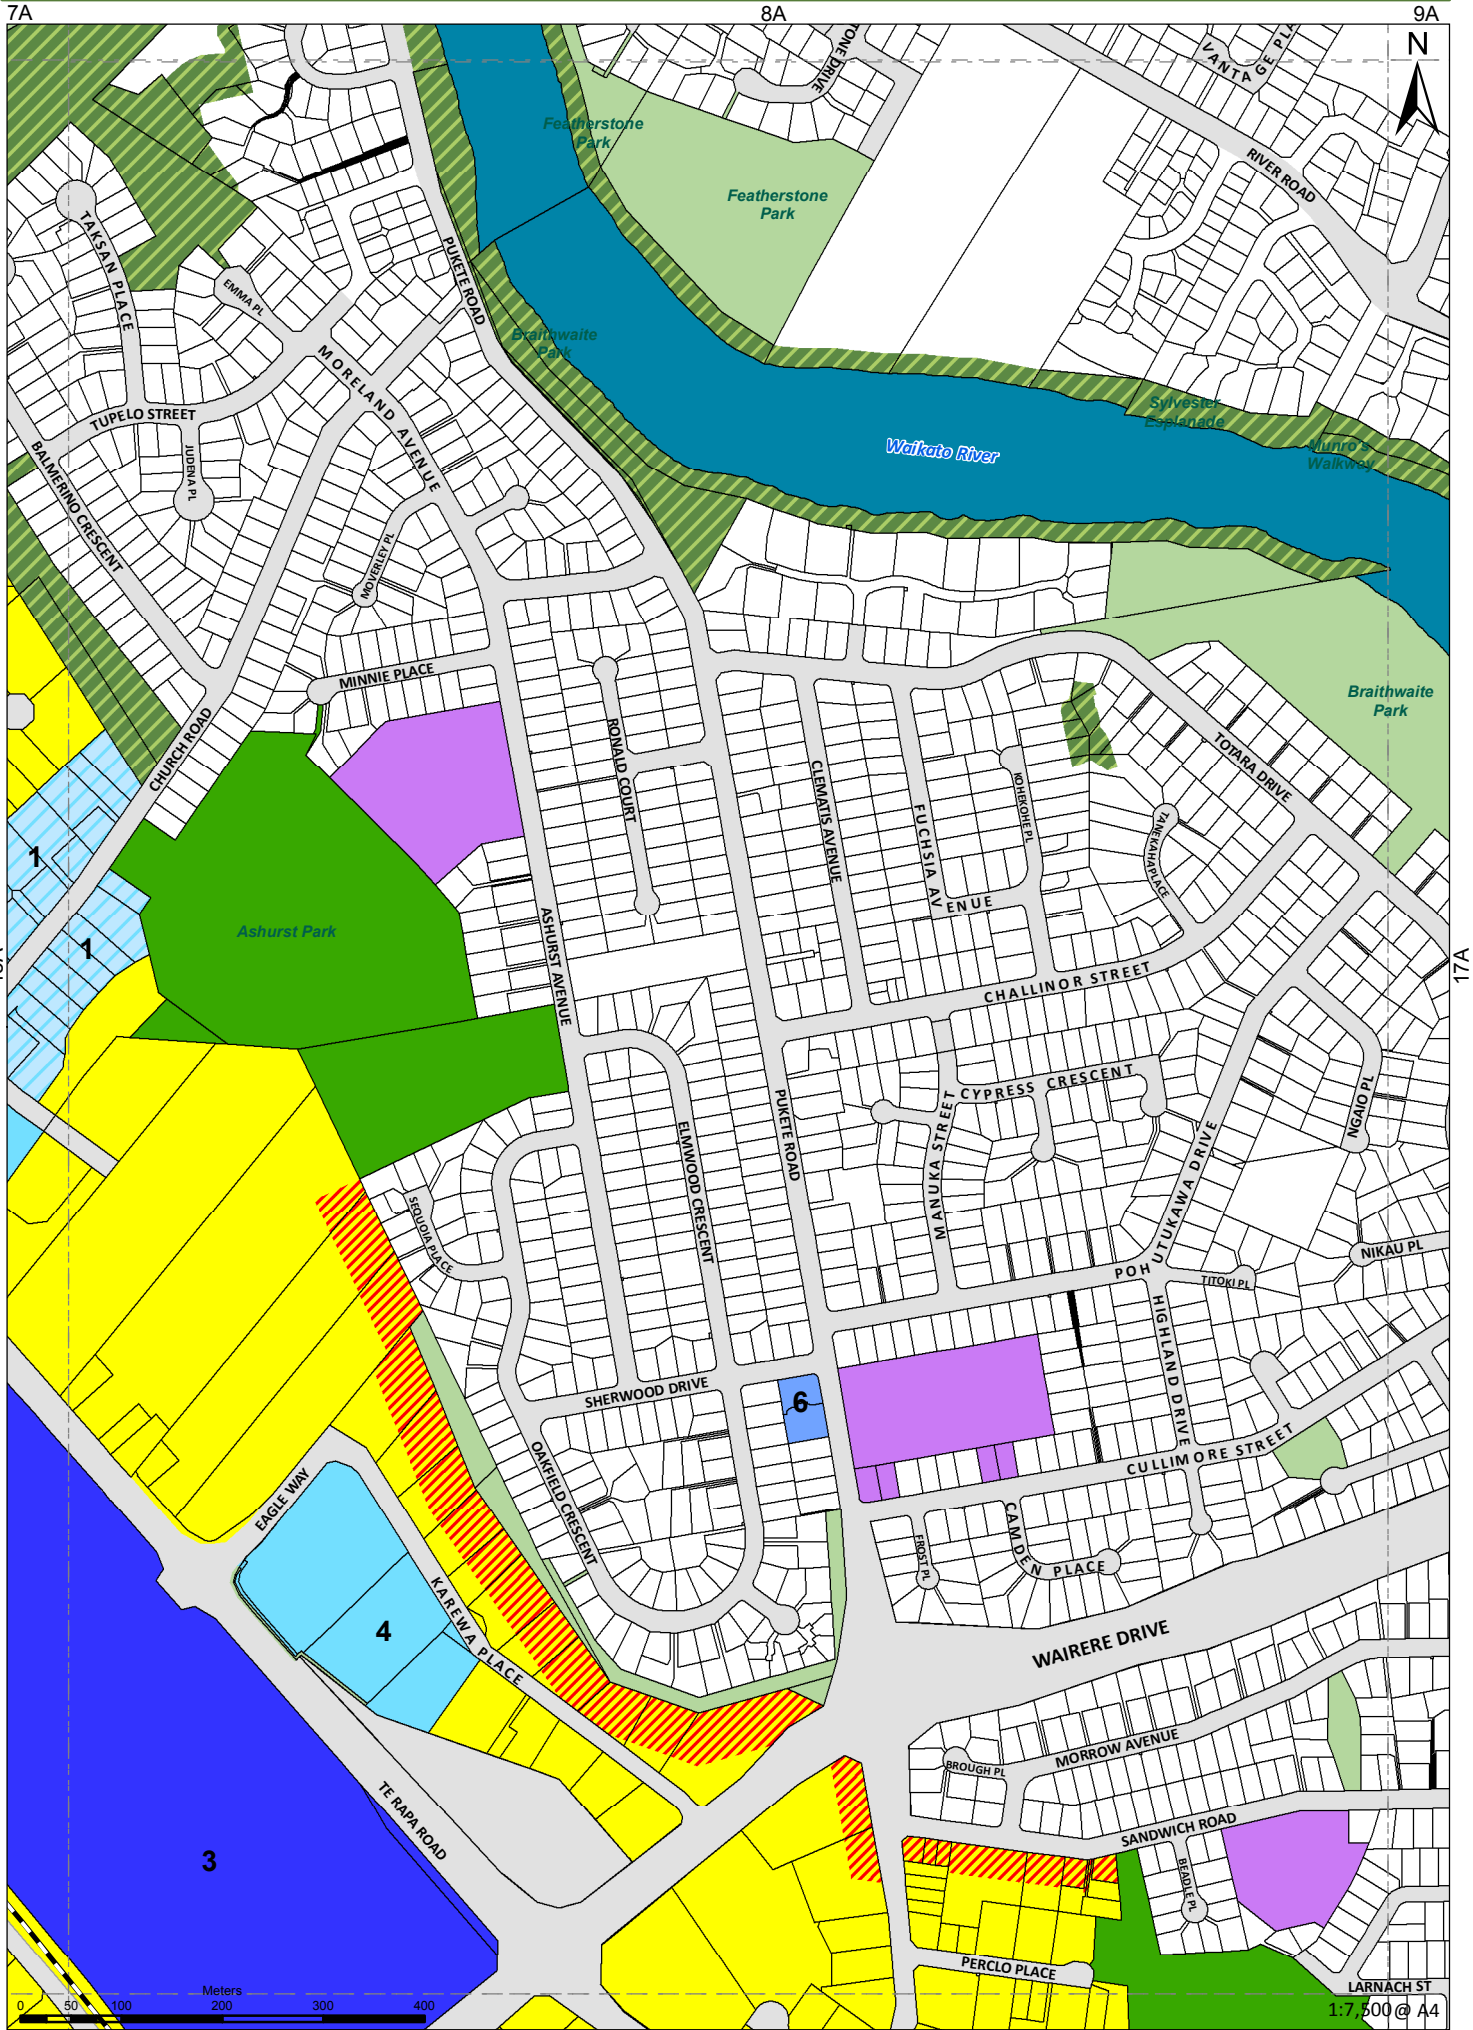 7A
8A
9A
N
TONE DRIVE
VANTAGE PLA
RIVER ROAD
Featherstone
Park
Featherstone
Park
TAKSAN PLACE
PUKETE ROAD
EMMA PL
Braithwaite
Park
MORELAND AVENUE
TUPELO STREET
Sylvester
Esplanade
Munro's
Walkway
Waikato River
JUDENA PL
BALMERINO CRESCENT
MOVERLEY PL
MINNIE PLACE
Braithwaite
Park
CHURCH ROAD
RONALD COURT
CLEMATIS AVENUE
FUCHSIA AVENUE
KOHEKOHE PL
TOTARA DRIVE
TANEKAHA PLACE
1
1
Ashurst Park
ASHURST AVENUE
17A
CHALLINOR STREET
CYPRESS CRESCENT
MANUKA STREET
PUKETE ROAD
ELMWOOD CRESCENT
NGAIO PL
POHUTUKAWA DRIVE
SEQUOIA PLACE
NIKAU PL
TITOKI PL
HIGHLAND DRIVE
SHERWOOD DRIVE
6
OAKFIELD CRESCENT
CULLIMORE STREET
EAGLE WAY
CAMDEN PLACE
FROST PL
KAREWA PLACE
4
WAIRERE DRIVE
MORROW AVENUE
BROUGH PL
TE RAPA ROAD
SANDWICH ROAD
BEADLE PL
3
PERCLO PLACE
LARNACH ST
Meters
0 50 100 200 300 400
1:7,500 @ A4